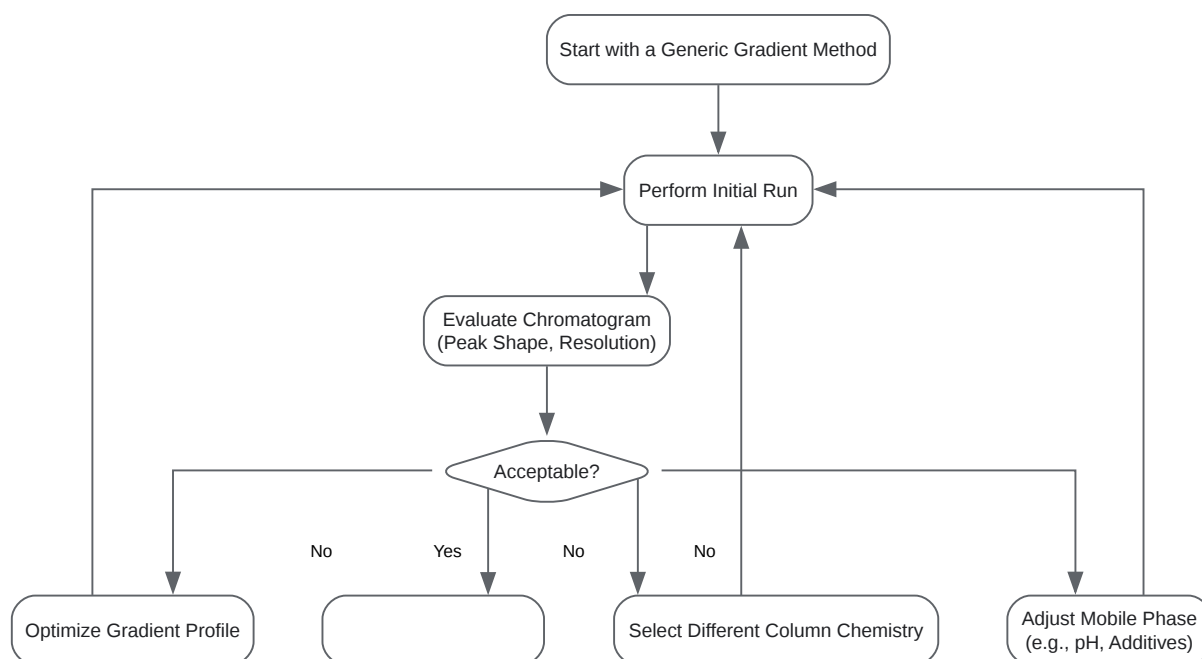 Start with a Generic Gradient Method
Perform Initial Run
Evaluate Chromatogram
(Peak Shape, Resolution)
Acceptable?
No
Yes
No
No
Optimize Gradient Profile
Select Different Column Chemistry
Adjust Mobile Phase
(e.g., pH, Additives)